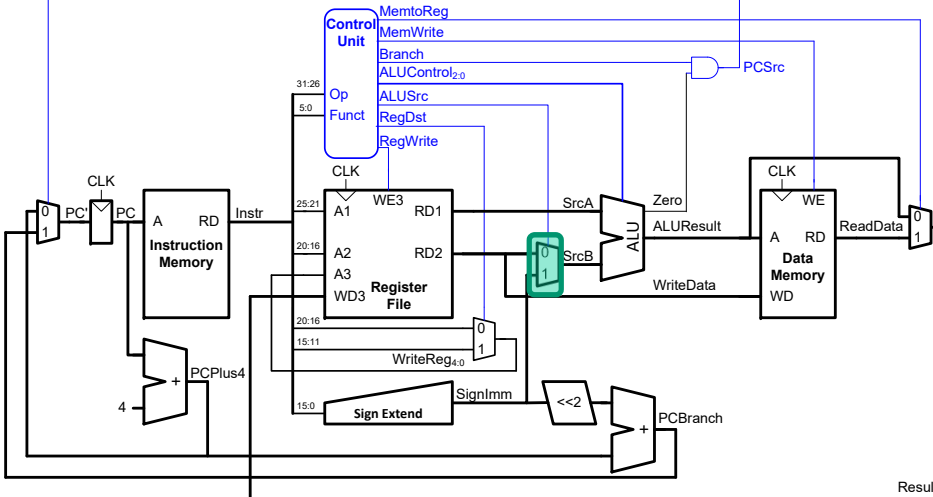 MemtoReg
Control
Unit
MemWrite
Branch
PCSrc
ALUControl2:0
31:26
Op
ALUSrc
5:0
Funct
RegDst
RegWrite
CLK
CLK
CLK
0
1
PC'
PC
A
RD
Instruction
Memory
Instr
25:21
A1
WE3
RD1
SrcA
Zero
WE
0
1
20:16
A2
RD2
0
1
SrcB
ALU
ALUResult
A
RD
ReadData
A3
Data
Memory
WD3
Register
File
WriteData
WD
20:16
0
15:11
1
WriteReg4:0
+
PCPlus4
4
SignImm
15:0
Sign Extend
<<2
+
PCBranch
Resul